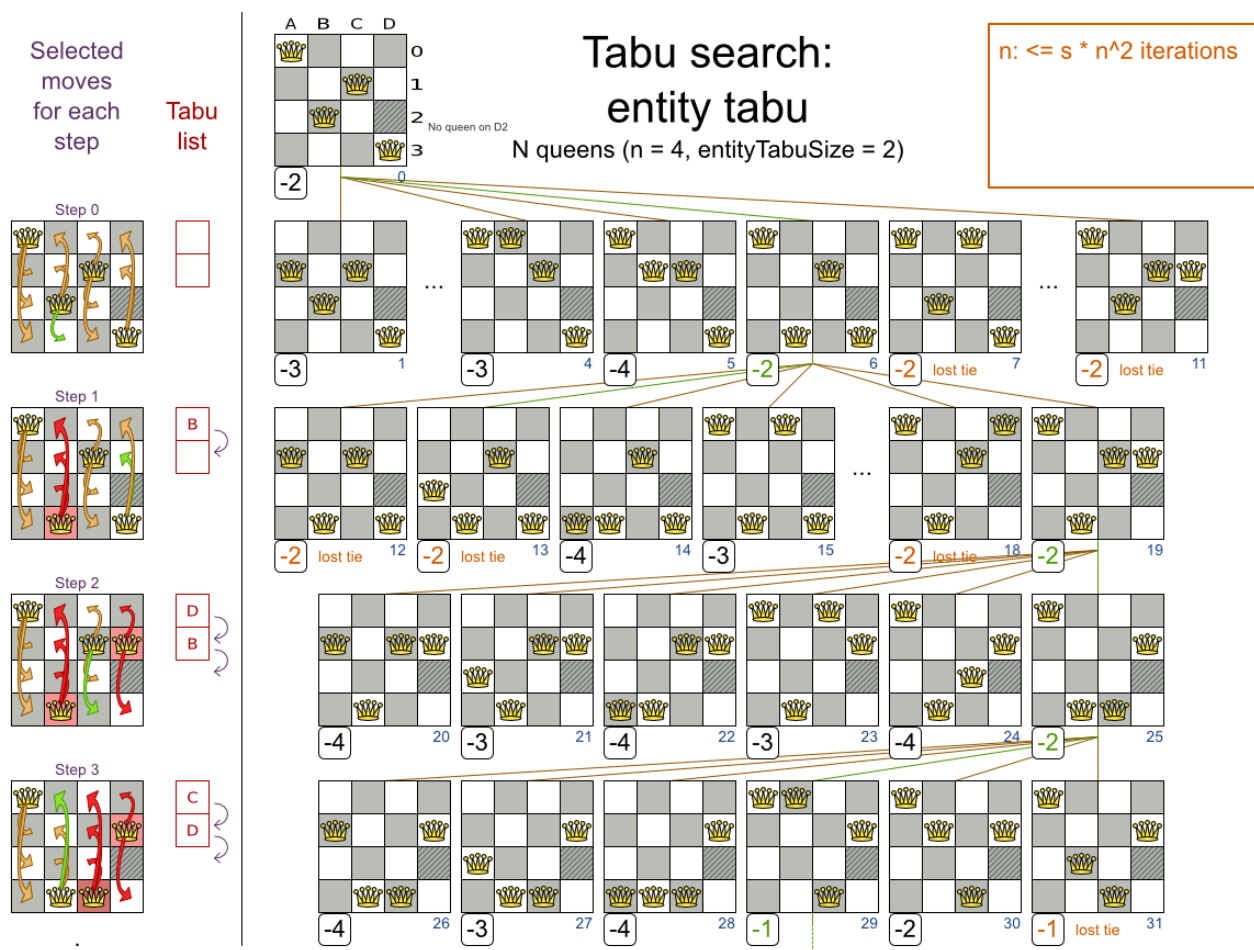 Selected
moves
for each
step
Tabu
list
A B C D
0
1
2
3
No queen on D2
-2
0
Tabu search:
entity tabu
N queens (n = 4, entityTabuSize = 2)
n: <= s * n^2 iterations
Step 0
...
...
-3 1
-3 4
-4 5
-2 6
-2 lost tie 7
-2 lost tie 11
Step 1
B
...
-2 lost tie 12
-2 lost tie 13
-4 14
-3 15
-2 lost tie 18
-2 19
Step 2
D
B
-4 20
-3 21
-4 22
-3 23
-4 24
-2 25
Step 3
C
D
-4 26
-3 27
-4 28
-1 29
-2 30
-1 lost tie 31
.